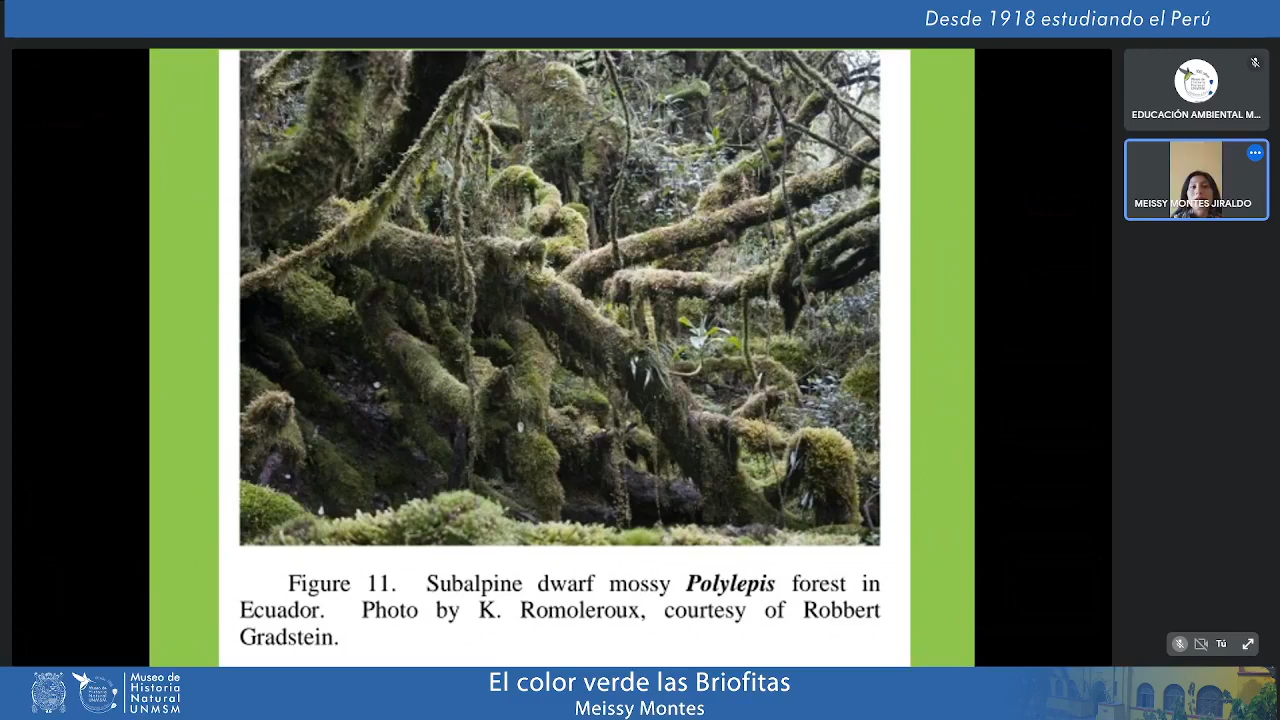 Desde 1918 estudiando el Perú
EDUCACIÓN AMBIENTAL M...
MEISSY MONTES JIRALDO
Figure 11. Subalpine dwarf mossy Polylepis forest in
Ecuador. Photo by K. Romoleroux, courtesy of Robbert
Gradstein.
Tú
Museo de
Historia
Natural
UNMSM
El color verde las Briofitas
Meissy Montes